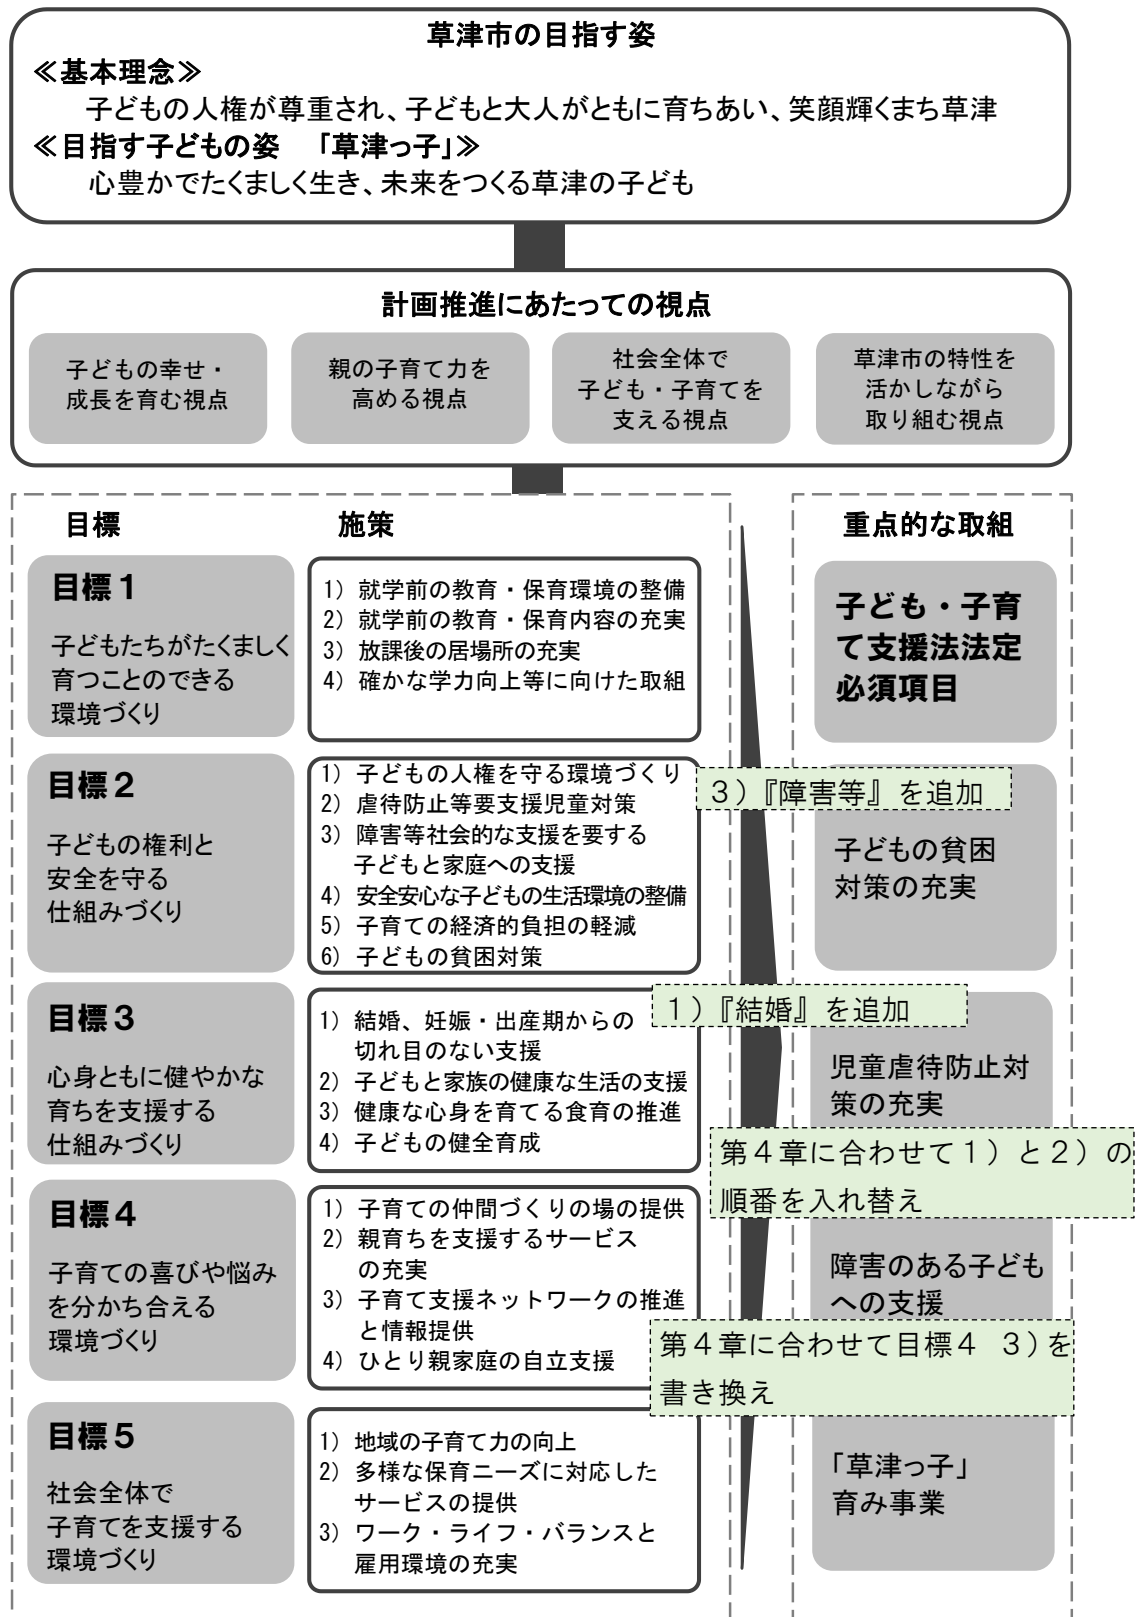 草津市の目指す姿
≪基本理念≫
子どもの人権が尊重され、子どもと大人がともに育ちあい、笑顔輝くまち草津
≪目指す子どもの姿　「草津っ子」≫
心豊かでたくましく生き、未来をつくる草津の子ども
計画推進にあたっての視点
子どもの幸せ・
成長を育む視点
親の子育て力を
高める視点
社会全体で
子ども・子育てを
支える視点
草津市の特性を
活かしながら
取り組む視点
目標
施策
重点的な取組
目標１
子どもたちがたくましく
育つことのできる
環境づくり
1）就学前の教育・保育環境の整備
2）就学前の教育・保育内容の充実
3）放課後の居場所の充実
4）確かな学力向上等に向けた取組
子ども・子育
て支援法法定
必須項目
目標２
子どもの権利と
安全を守る
仕組みづくり
1）子どもの人権を守る環境づくり
2）虐待防止等要支援児童対策
3）障害等社会的な支援を要する
子どもと家庭への支援
4）安全安心な子どもの生活環境の整備
5）子育ての経済的負担の軽減
6）子どもの貧困対策
３）『障害等』を追加
子どもの貧困
対策の充実
目標３
心身ともに健やかな
育ちを支援する
仕組みづくり
1）結婚、妊娠・出産期からの
切れ目のない支援
2）子どもと家族の健康な生活の支援
3）健康な心身を育てる食育の推進
4）子どもの健全育成
１）『結婚』を追加
児童虐待防止対
策の充実
第４章に合わせて１）と２）の
順番を入れ替え
目標４
子育ての喜びや悩み
を分かち合える
環境づくり
1）子育ての仲間づくりの場の提供
2）親育ちを支援するサービス
の充実
3）子育て支援ネットワークの推進
と情報提供
4）ひとり親家庭の自立支援
障害のある子ども
への支援
第４章に合わせて目標４　３）を
書き換え
目標５
社会全体で
子育てを支援する
環境づくり
1）地域の子育て力の向上
2）多様な保育ニーズに対応した
サービスの提供
3）ワーク・ライフ・バランスと
雇用環境の充実
「草津っ子」
育み事業